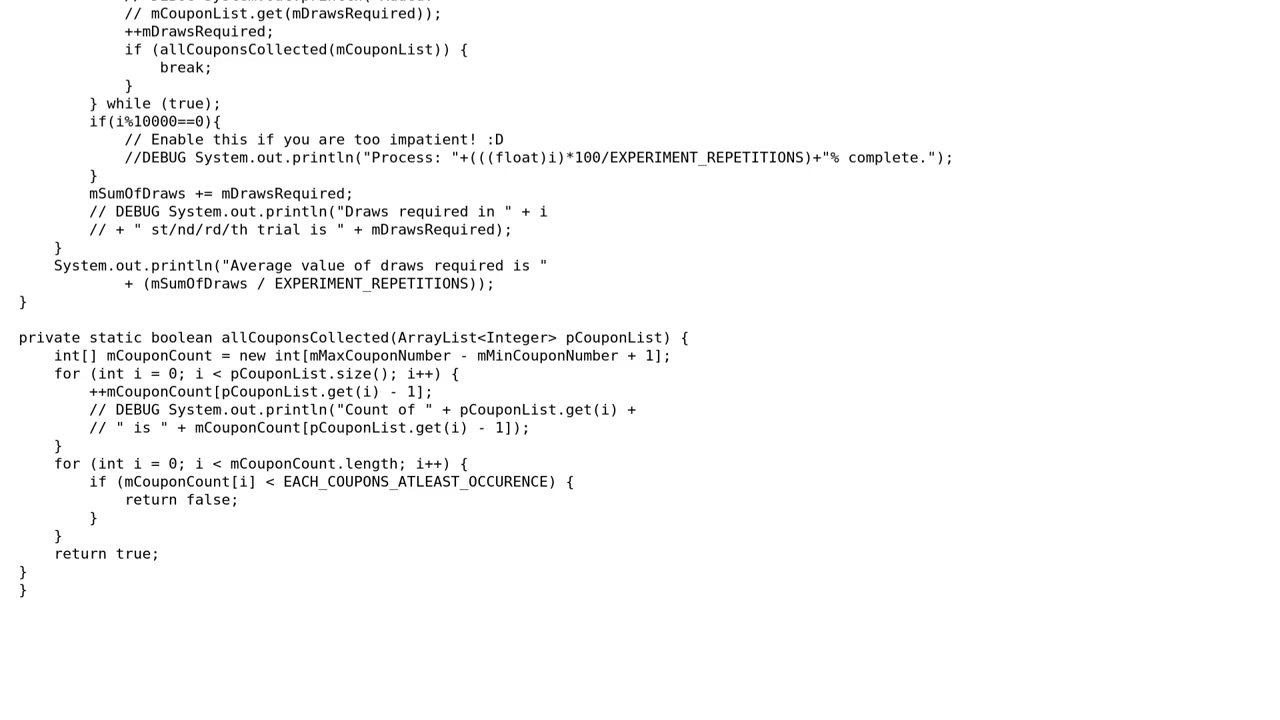 // mCouponList.get(mDrawsRequired));
++mDrawsRequired;
if (allCouponsCollected(mCouponList)) {
break;
}
} while (true);
if(i%10000==0){
// Enable this if you are too impatient! :D
//DEBUG System.out.println("Process: "+(((float)i)*100/EXPERIMENT_REPETITIONS)+"% complete.");
}
mSumOfDraws += mDrawsRequired;
// DEBUG System.out.println("Draws required in " + i
// + " st/nd/rd/th trial is " + mDrawsRequired);
}
System.out.println("Average value of draws required is "
+ (mSumOfDraws / EXPERIMENT_REPETITIONS));
}
private static boolean allCouponsCollected(ArrayList<Integer> pCouponList) {
int[] mCouponCount = new int[mMaxCouponNumber - mMinCouponNumber + 1];
for (int i = 0; i < pCouponList.size(); i++) {
++mCouponCount[pCouponList.get(i) - 1];
// DEBUG System.out.println("Count of " + pCouponList.get(i) +
// " is " + mCouponCount[pCouponList.get(i) - 1]);
}
for (int i = 0; i < mCouponCount.length; i++) {
if (mCouponCount[i] < EACH_COUPONS_ATLEAST_OCCURENCE) {
return false;
}
}
return true;
}
}